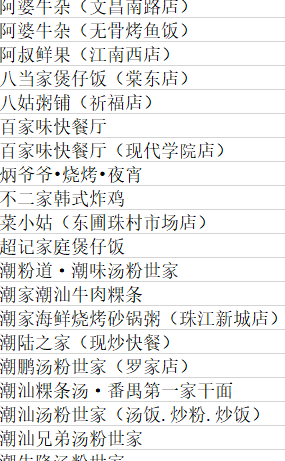 阿婆牛杂（文昌南路店）
阿婆牛杂（无骨烤鱼饭）
阿叔鲜果（江南西店）
八当家煲仔饭（棠东店）
八姑粥铺（祈福店）
百家味快餐厅
百家味快餐厅（现代学院店）
炳爷爷•烧烤•夜宵
不二家韩式炸鸡
菜小姑（东圃珠村市场店）
超记家庭煲仔饭
潮粉道·潮味汤粉世家
潮家潮汕牛肉粿条
潮家海鲜烧烤砂锅粥（珠江新城店）
潮陆之家（现炒快餐）
潮鹏汤粉世家（罗家店）
潮汕粿条汤·番禺第一家干面
潮汕汤粉世家（汤饭.炒粉.炒饭）
潮汕兄弟汤粉世家